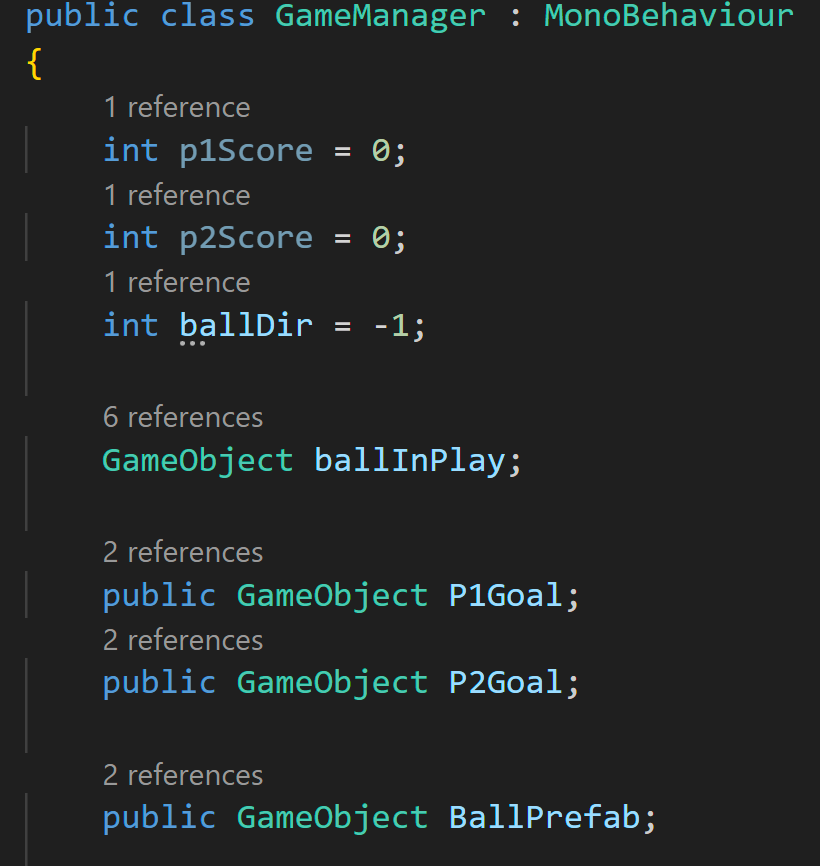 public class GameManager : MonoBehaviour
{
1 reference
int p1Score = 0;
1 reference
int p2Score = 0;
1 reference
int ballDir = -1;
6 references
GameObject ballInPlay;
2 references
public GameObject P1Goal;
2 references
public GameObject P2Goal;
2 references
public GameObject BallPrefab;